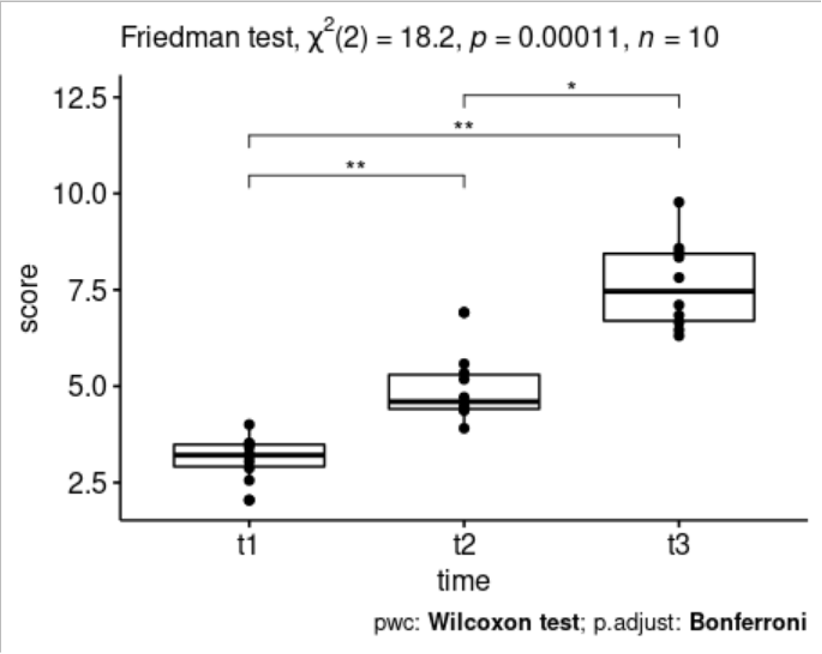 Friedman test, χ²(2) = 18.2, p = 0.00011, n = 10
12.5
*
**
**
10.0
7.5
score
5.0
2.5
t1 t2 t3
time
pwc: Wilcoxon test; p.adjust: Bonferroni